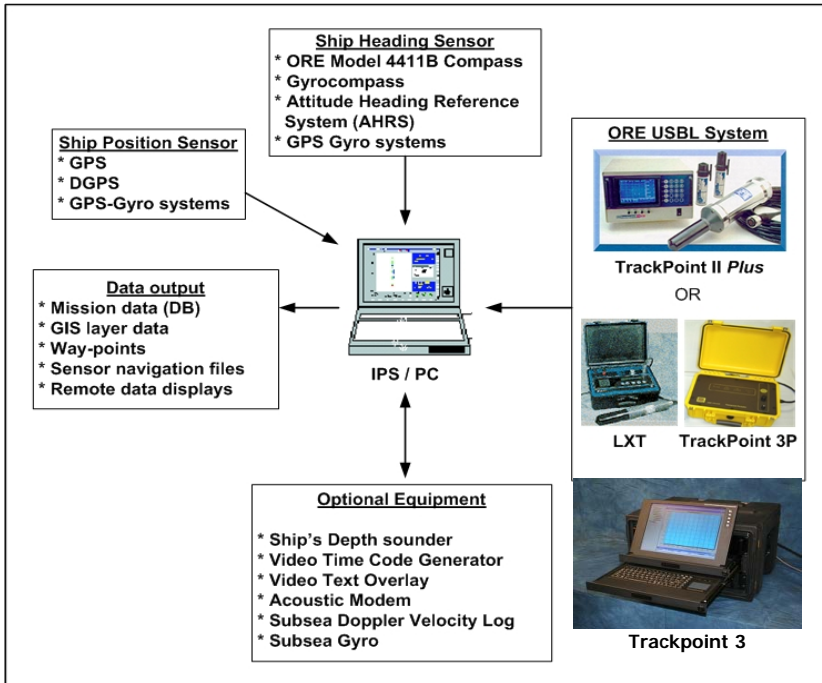 Ship Heading Sensor
* ORE Model 4411B Compass
* Gyrocompass
* Attitude Heading Reference
System (AHRS)
* GPS Gyro systems
Ship Position Sensor
* GPS
* DGPS
* GPS-Gyro systems
ORE USBL System
TrackPoint II Plus
OR
LXT
TrackPoint 3P
Trackpoint 3
Data output
* Mission data (DB)
* GIS layer data
* Way-points
* Sensor navigation files
* Remote data displays
IPS / PC
Optional Equipment
* Ship's Depth sounder
* Video Time Code Generator
* Video Text Overlay
* Acoustic Modem
* Subsea Doppler Velocity Log
* Subsea Gyro